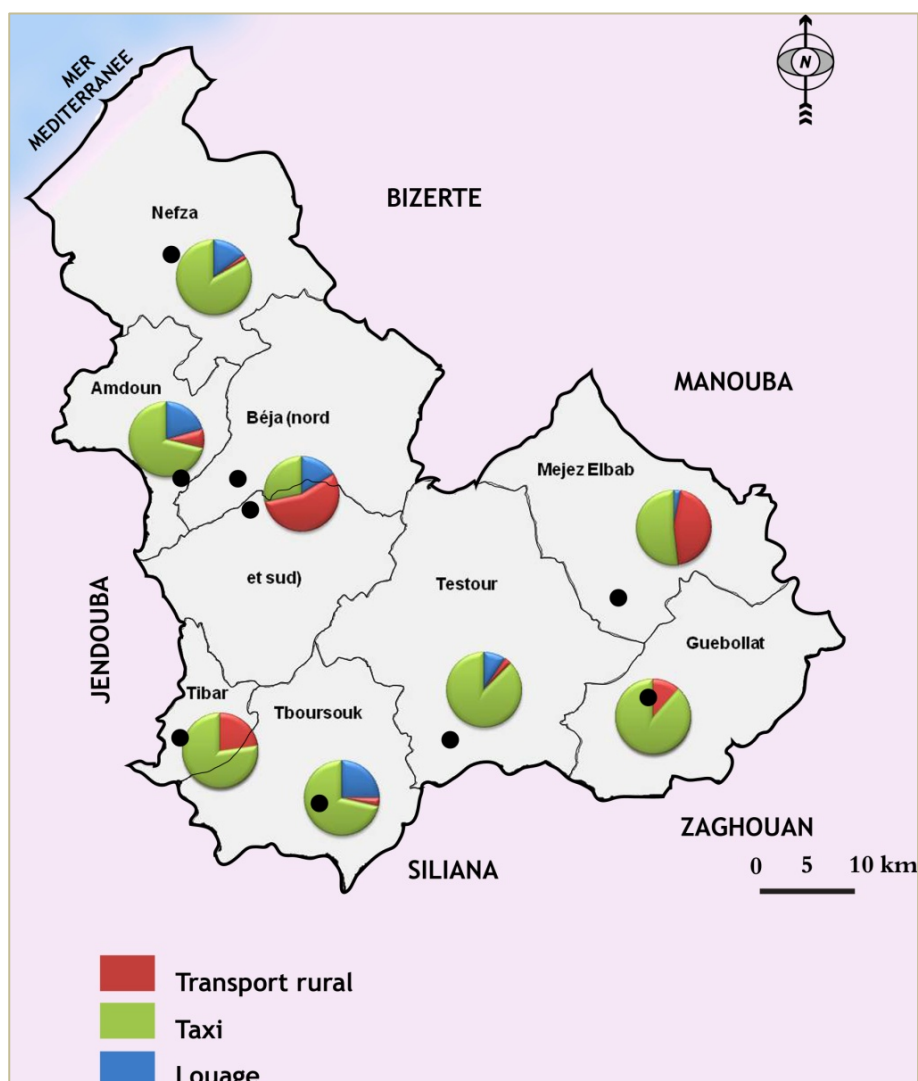 MER
MEDITERRANEE
N
BIZERTE
Nefza
MANOUBA
Amdoun
Béja (nord
Mejez Elbab
et sud)
Testour
JENDOUBA
Guebollat
Tibar
Tboursouk
ZAGHOUAN
SILIANA
0 5 10 km
Transport rural
Taxi
Louage